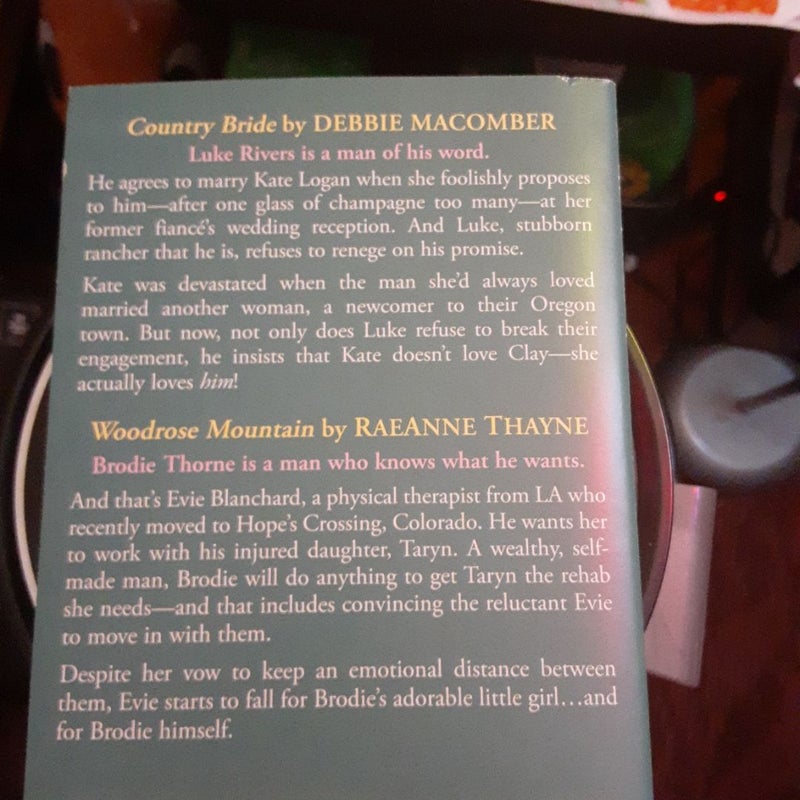 Country Bride by DEBBIE MACOMBER
Luke Rivers is a man of his word.
He agrees to marry Kate Logan when she foolishly proposes
to him—after one glass of champagne too many—at her
former fiancé's wedding reception. And Luke, stubborn
rancher that he is, refuses to renege on his promise.
Kate was devastated when the man she'd always loved
married another woman, a newcomer to their Oregon
town. But now, not only does Luke refuse to break their
engagement, he insists that Kate doesn't love Clay—she
actually loves him!
Woodrose Mountain by RAEANNE THAYNE
Brodie Thorne is a man who knows what he wants.
And that's Evie Blanchard, a physical therapist from LA who
recently moved to Hope's Crossing, Colorado. He wants her
to work with his injured daughter, Taryn. A wealthy, self-
made man, Brodie will do anything to get Taryn the rehab
she needs—and that includes convincing the reluctant Evie
to move in with them.
Despite her vow to keep an emotional distance between
them, Evie starts to fall for Brodie's adorable little girl…and
for Brodie himself.